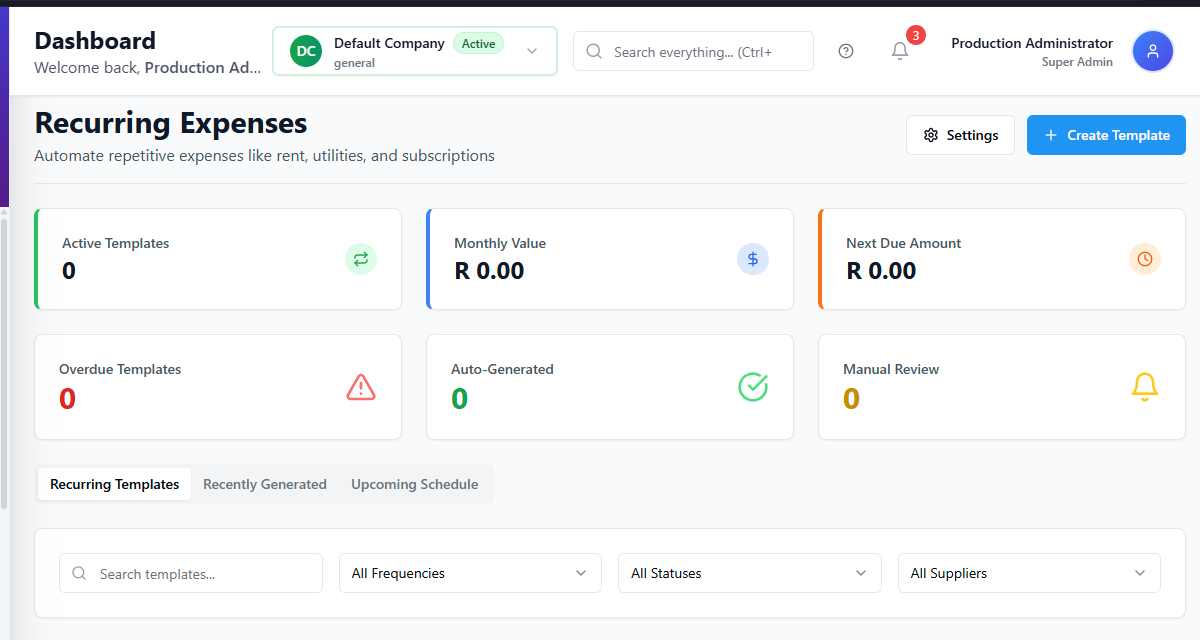 Dashboard
Welcome back, Production Ad...
DC
Default Company
Active
general
Search everything... (Ctrl+
3
Production Administrator
Super Admin
Recurring Expenses
Automate repetitive expenses like rent, utilities, and subscriptions
Settings
Create Template
Active Templates
0
Monthly Value
R 0.00
Next Due Amount
R 0.00
Overdue Templates
0
Auto-Generated
0
Manual Review
0
Recurring Templates
Recently Generated
Upcoming Schedule
Search templates...
All Frequencies
All Statuses
All Suppliers